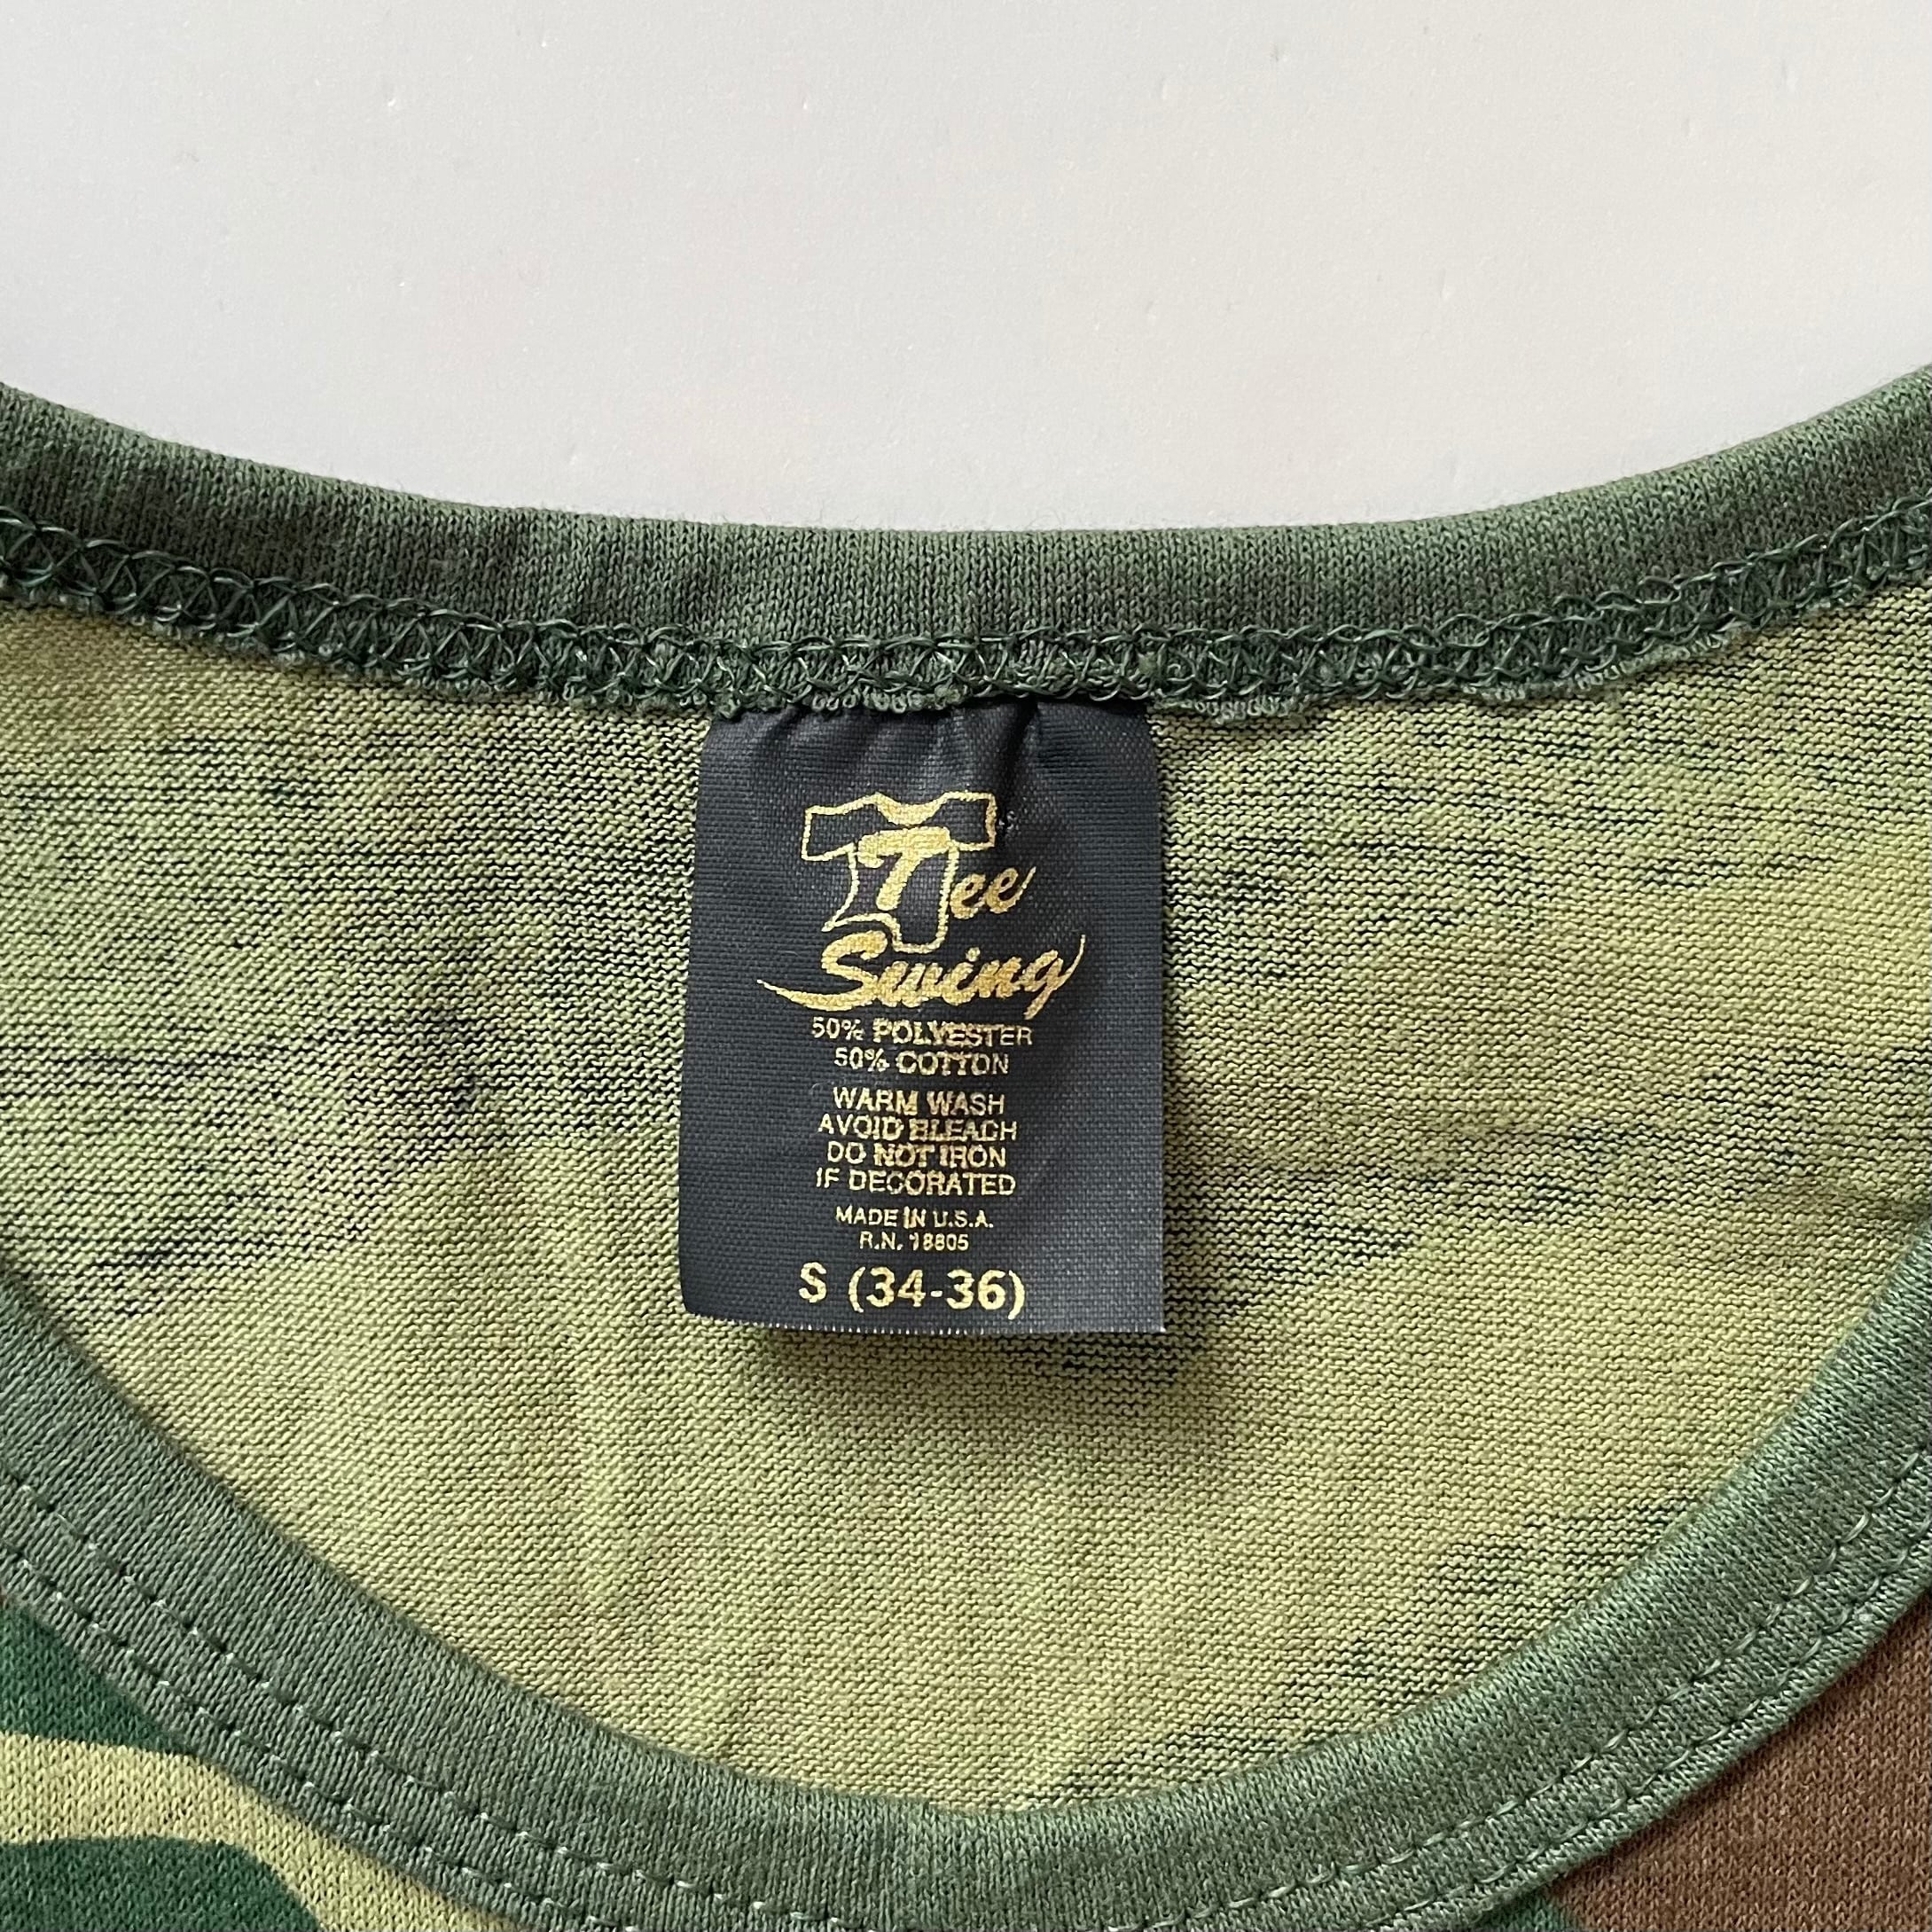 Tee
Swing
50% POLYESTER
50% COTTON
WARM WASH
AVOID BLEACH
DO NOT IRON
IF DECORATED
MADE IN U.S.A.
R.N. 18805
S (34-36)